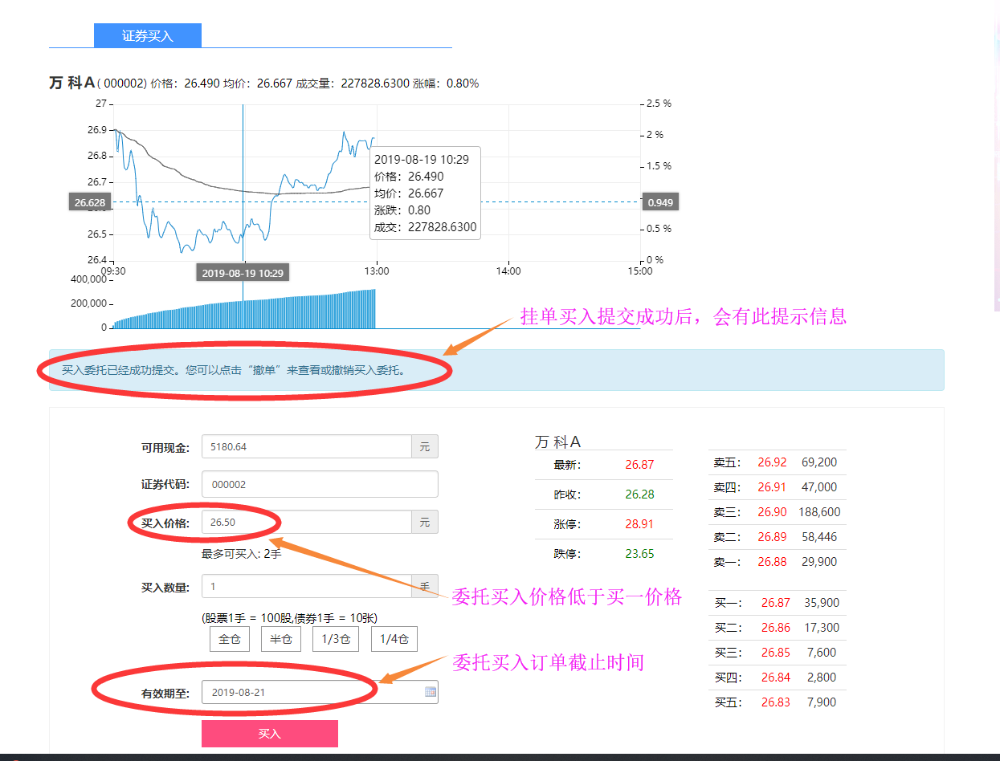 证券买入
万 科A( 000002) 价格：26.490 均价：26.667 成交量：227828.6300 涨幅：0.80%
27
2.5 %
26.9
2 %
26.8
1.5 %
26.7
26.628
0.949
26.5
0.5 %
26.4
0 %
2019-08-19 10:29
价格：26.490
均价：26.667
涨跌：0.80
成交：227828.6300
09:30
2019-08-19 10:29
13:00
14:00
15:00
400,000
200,000
0
挂单买入提交成功后，会有此提示信息
买入委托已经成功提交。您可以点击“撤单”来查看或撤销买入委托。
可用现金: 5180.64 元
证券代码: 000002
买入价格: 26.50 元
最多可买入: 2手
买入数量: 1 手
(股票1手 = 100股,债券1手 = 10张)
全仓 半仓 1/3仓 1/4仓
有效期至: 2019-08-21
买入
委托买入价格低于买一价格
委托买入订单截止时间
万 科A
最新： 26.87
昨收： 26.28
涨停： 28.91
跌停： 23.65
卖五： 26.92 69,200
卖四： 26.91 47,000
卖三： 26.90 188,600
卖二： 26.89 58,446
卖一： 26.88 29,900
买一： 26.87 35,900
买二： 26.86 17,300
买三： 26.85 7,600
买四： 26.84 2,800
买五： 26.83 7,900